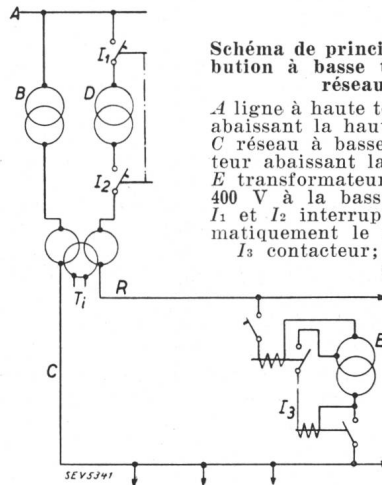 A
I₁
B
D
I₂
Tᵢ
R
C
E
I₃
SEV5341
Schéma de princi
bution à basse t
réseau
A ligne à haute te
abaissant la haut
C réseau à basse
teur abaissant la
E transformateur
400 V à la bass
I₁ et I₂ interrup
matiquement le
I₃ contacteur;